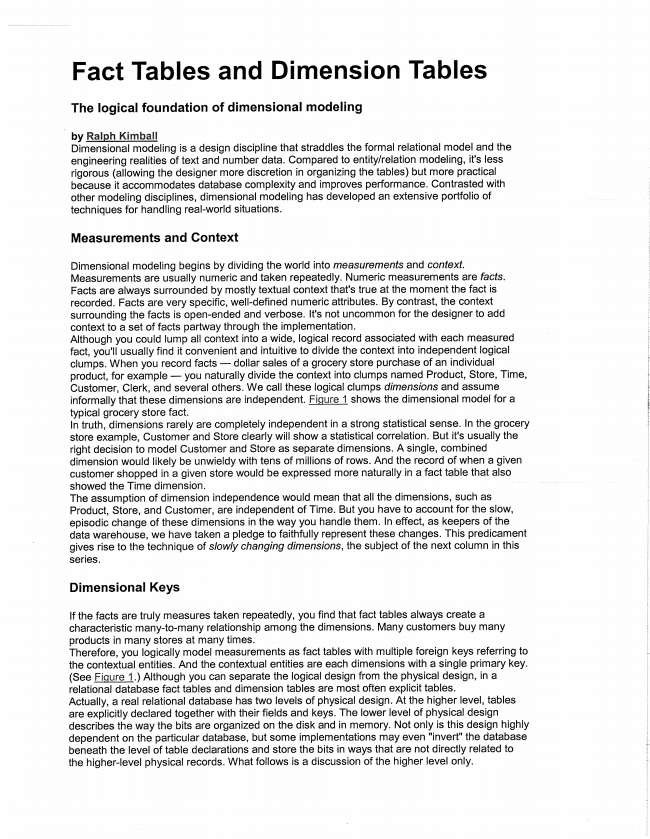 Fact Tables and Dimension Tables
The logical foundation of dimensional modeling
by Ralph Kimball
Dimensional modeling is a design discipline that straddles the formal relational model and the
engineering realities of text and number data. Compared to entity/relation modeling, it's less
rigorous (allowing the designer more discretion in organizing the tables) but more practical
because it accommodates database complexity and improves performance. Contrasted with
other modeling disciplines, dimensional modeling has developed an extensive portfolio of
techniques for handling real-world situations.
Measurements and Context
Dimensional modeling begins by dividing the world into measurements and context.
Measurements are usually numeric and taken repeatedly. Numeric measurements are facts.
Facts are always surrounded by mostly textual context that's true at the moment the fact is
recorded. Facts are very specific, well-defined numeric attributes. By contrast, the context
surrounding the facts is open-ended and verbose. It's not uncommon for the designer to add
context to a set of facts partway through the implementation.
Although you could lump all context into a wide, logical record associated with each measured
fact, you'll usually find it convenient and intuitive to divide the context into independent logical
clumps. When you record facts — dollar sales of a grocery store purchase of an individual
product, for example — you naturally divide the context into clumps named Product, Store, Time,
Customer, Clerk, and several others. We call these logical clumps dimensions and assume
informally that these dimensions are independent. Figure 1 shows the dimensional model for a
typical grocery store fact.
In truth, dimensions rarely are completely independent in a strong statistical sense. In the grocery
store example, Customer and Store clearly will show a statistical correlation. But it's usually the
right decision to model Customer and Store as separate dimensions. A single, combined
dimension would likely be unwieldy with tens of millions of rows. And the record of when a given
customer shopped in a given store would be expressed more naturally in a fact table that also
showed the Time dimension.
The assumption of dimension independence would mean that all the dimensions, such as
Product, Store, and Customer, are independent of Time. But you have to account for the slow,
episodic change of these dimensions in the way you handle them. In effect, as keepers of the
data warehouse, we have taken a pledge to faithfully represent these changes. This predicament
gives rise to the technique of slowly changing dimensions, the subject of the next column in this
series.
Dimensional Keys
If the facts are truly measures taken repeatedly, you find that fact tables always create a
characteristic many-to-many relationship among the dimensions. Many customers buy many
products in many stores at many times.
Therefore, you logically model measurements as fact tables with multiple foreign keys referring to
the contextual entities. And the contextual entities are each dimensions with a single primary key.
(See Figure 1.) Although you can separate the logical design from the physical design, in a
relational database fact tables and dimension tables are most often explicit tables.
Actually, a real relational database has two levels of physical design. At the higher level, tables
are explicitly declared together with their fields and keys. The lower level of physical design
describes the way the bits are organized on the disk and in memory. Not only is this design highly
dependent on the particular database, but some implementations may even "invert" the database
beneath the level of table declarations and store the bits in ways that are not directly related to
the higher-level physical records. What follows is a discussion of the higher level only.